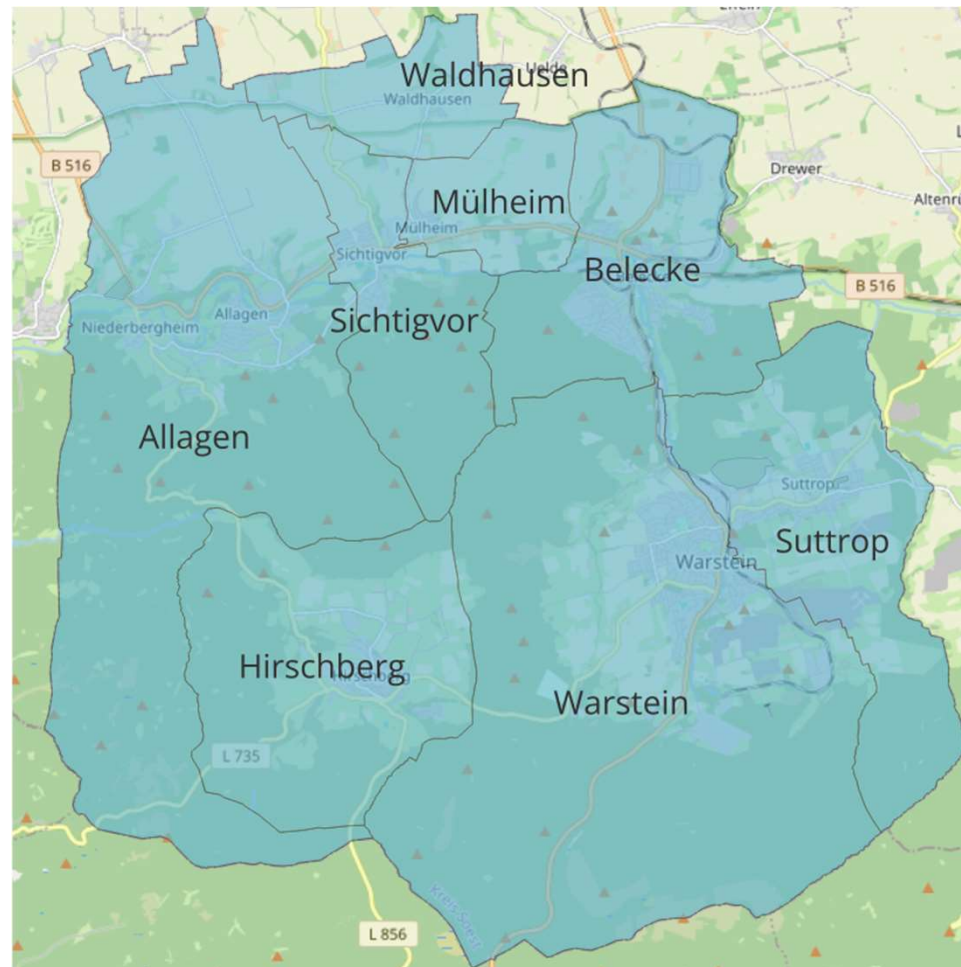 Waldhausen
Waldhausen
B 516
Drewer
Mülheim
Mülheim
Sichtigvor
Belecke
B 516
Niederbergheim
Allagen
Sichtigvor
Allagen
Suttrop
Suttrop
Warstein
Hirschberg
Warstein
L 735
Kreis Soest
L 856